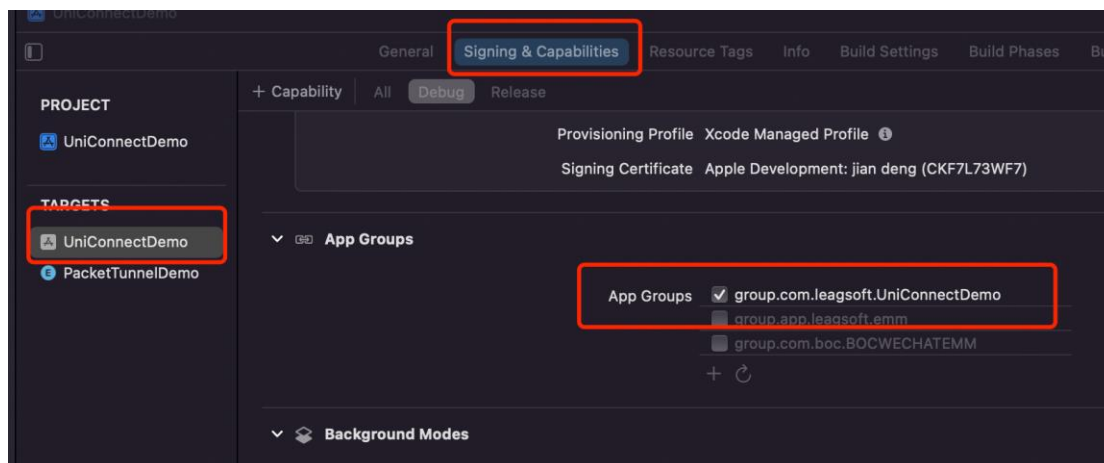 UniConnectDemo
General Signing & Capabilities Resource Tags Info Build Settings Build Phases
+ Capability All Debug Release
PROJECT
UniConnectDemo
Provisioning Profile Xcode Managed Profile
Signing Certificate Apple Development: jian deng (CKF7L73WF7)
TARGETS
UniConnectDemo
PacketTunnelDemo
App Groups
App Groups group.com.leagsoft.UniConnectDemo
group.app.leagsoft.emm
group.com.boc.BOCWECHATEMM
Background Modes